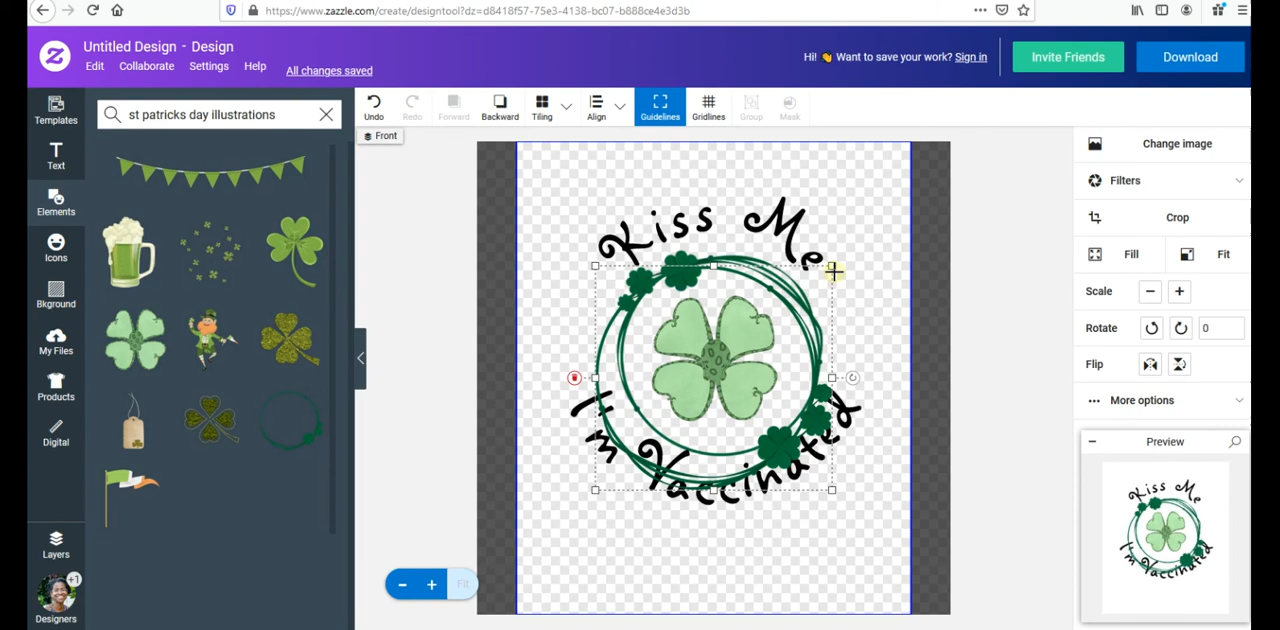 https://www.zazzle.com/create/designtool?dz=d8418f57-75e3-4138-bc07-b888ce4e3d3b
Z
Untitled Design - Design
Edit Collaborate Settings Help All changes saved
Hi! 👋 Want to save your work? Sign in
Invite Friends
Download
Templates
Text
Elements
Icons
Bkground
My Files
Products
Digital
Layers
+1
Designers
st patricks day illustrations
Undo Redo Forward Backward Tiling Align Guidelines Gridlines Group Mask
Front
Kiss Me
I'm Vaccinated
- + Fit
Change image
Filters
Crop
Fill Fit
Scale - +
Rotate 0
Flip
More options
Preview
Kiss Me
I'm Vaccinated